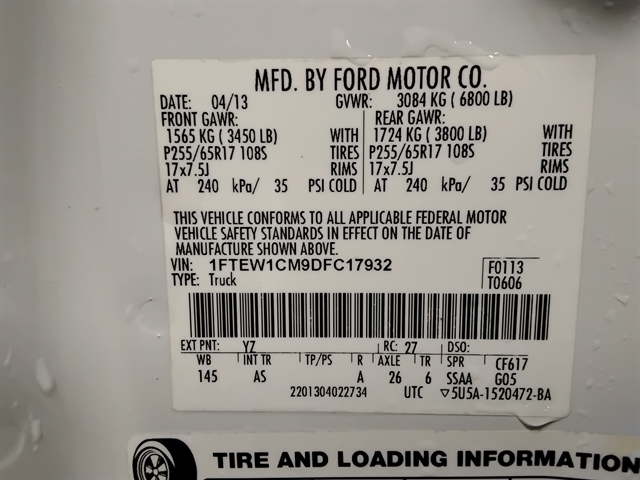 MFD. BY FORD MOTOR CO.
DATE: 04/13 GVWR: 3084 KG ( 6800 LB)
FRONT GAWR: REAR GAWR:
1565 KG ( 3450 LB) WITH 1724 KG ( 3800 LB) WITH
P255/65R17 108S TIRES P255/65R17 108S TIRES
17x7.5J RIMS 17x7.5J RIMS
AT 240 kPa/ 35 PSI COLD AT 240 kPa/ 35 PSI COLD
THIS VEHICLE CONFORMS TO ALL APPLICABLE FEDERAL MOTOR
VEHICLE SAFETY STANDARDS IN EFFECT ON THE DATE OF
MANUFACTURE SHOWN ABOVE.
VIN: 1FTEW1CM9DFC17932 F0113
TYPE: Truck T0606
EXT PNT: YZ RC: 27 DSO:
WB INT TR TP/PS R AXLE TR SPR CF617
145 AS A 26 6 SSAA G05
2201304022734 UTC ▽5U5A-1520472-BA
TIRE AND LOADING INFORMATION